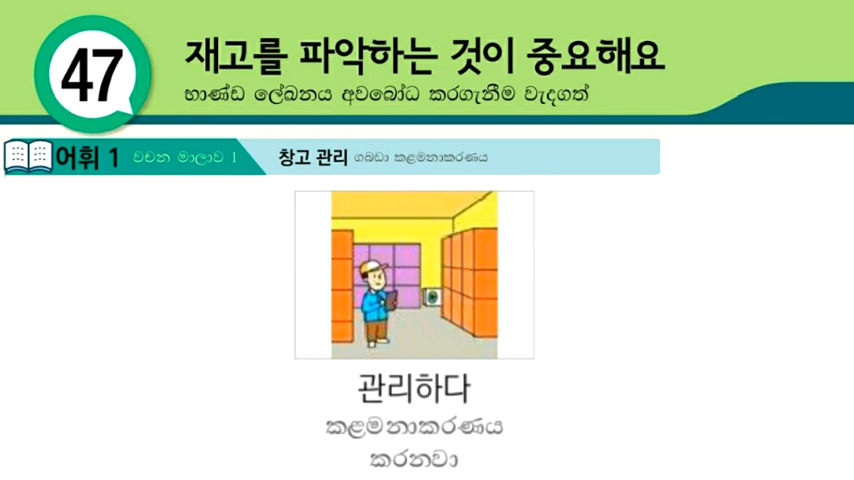 47
재고를 파악하는 것이 중요해요
භාණ්ඩ ලේඛනය අවබෝධ කරගැනීම වැදගත්
어휘 1 වචන මාලාව 1 창고 관리 ගබඩා කළමනාකරණය
관리하다
කළමනාකරණය
කරනවා